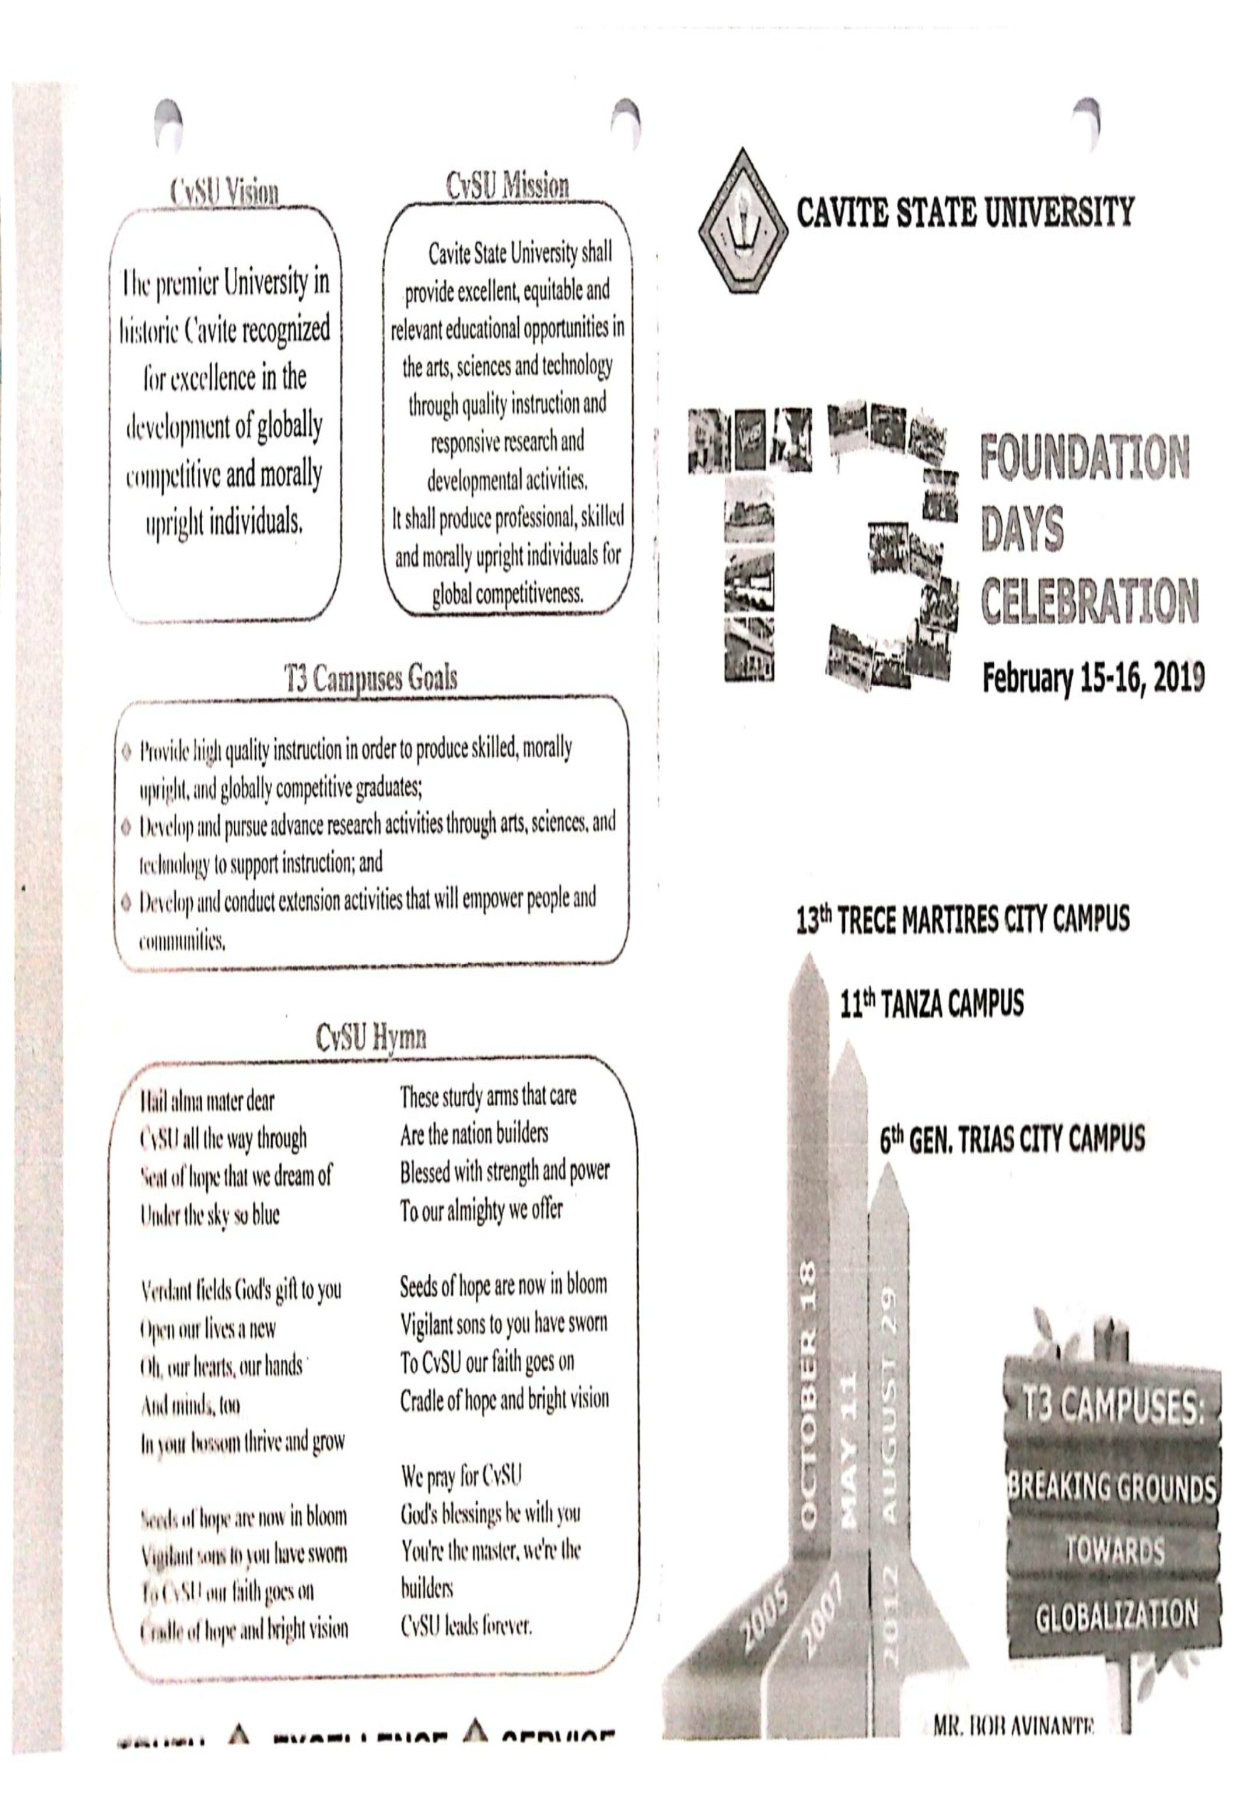 CvSU Vision
The premier University in
historic Cavite recognized
for excellence in the
development of globally
competitive and morally
upright individuals.
CvSU Mission
Cavite State University shall
provide excellent, equitable and
relevant educational opportunities in
the arts, sciences and technology
through quality instruction and
responsive research and
developmental activities.
It shall produce professional, skilled
and morally upright individuals for
global competitiveness.
T3 Campuses Goals
Provide high quality instruction in order to produce skilled, morally
upright, and globally competitive graduates;
Develop and pursue advance research activities through arts, sciences, and
technology to support instruction; and
Develop and conduct extension activities that will empower people and
communities.
CvSU Hymn
Hail alma mater dear
CvSU all the way through
Seat of hope that we dream of
Under the sky so blue
Verdant fields God's gift to you
Open our lives a new
Oh, our hearts, our hands
And minds, too
In your bossom thrive and grow
Seeds of hope are now in bloom
Vigilant sons to you have sworn
To CvSU our faith goes on
Cradle of hope and bright vision
These sturdy arms that care
Are the nation builders
Blessed with strength and power
To our almighty we offer
Seeds of hope are now in bloom
Vigilant sons to you have sworn
To CvSU our faith goes on
Cradle of hope and bright vision
We pray for CvSU
God's blessings be with you
You're the master, we're the
builders
CvSU leads forever.
EXCELLENCE SERVICE
CAVITE STATE UNIVERSITY
T3
FOUNDATION
DAYS
CELEBRATION
February 15-16, 2019
13th TRECE MARTIRES CITY CAMPUS
11th TANZA CAMPUS
6th GEN. TRIAS CITY CAMPUS
OCTOBER 18
2005
MAY 11
2007
AUGUST 29
2012
T3 CAMPUSES:
BREAKING GROUNDS
TOWARDS
GLOBALIZATION
MR. BOB AVINANTE